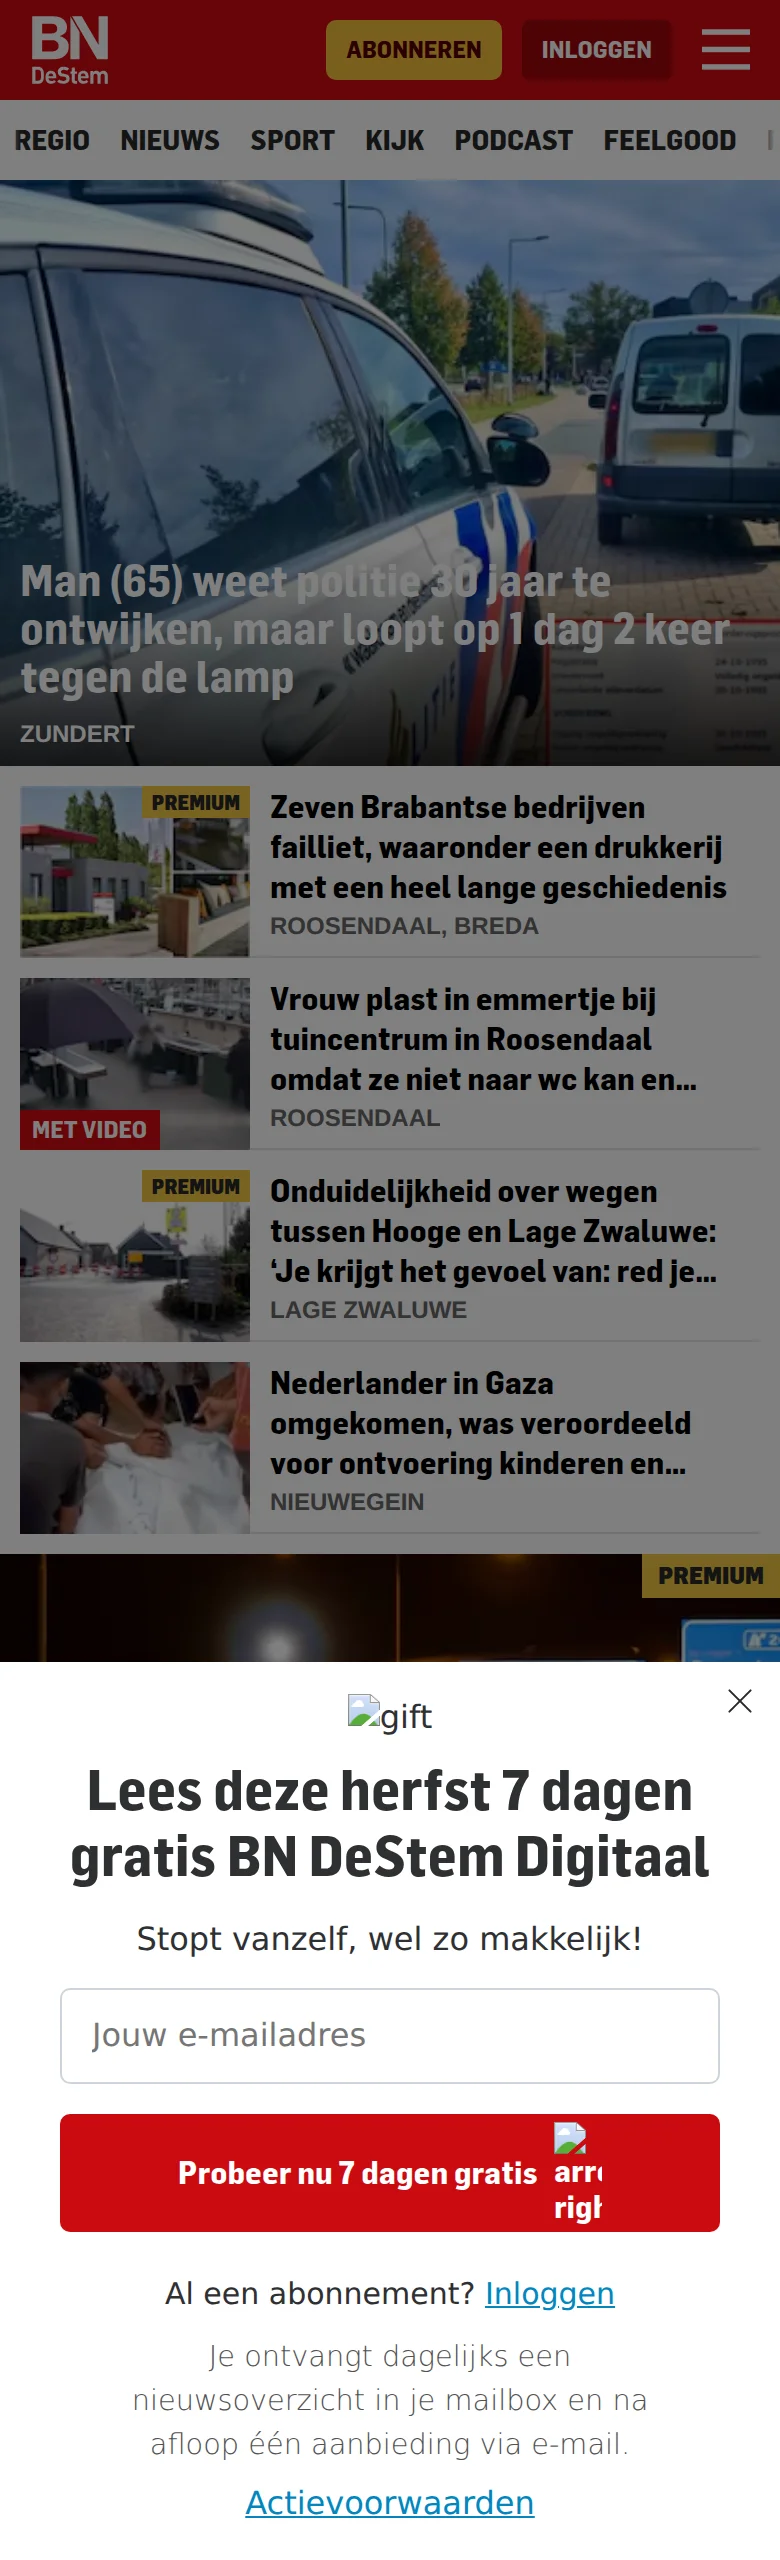 BN
DeStem
ABONNEREN
INLOGGEN
REGIO NIEUWS SPORT KIJK PODCAST FEELGOOD
Man (65) weet politie 30 jaar te
ontwijken, maar loopt op 1 dag 2 keer
tegen de lamp
ZUNDERT
PREMIUM
Zeven Brabantse bedrijven
failliet, waaronder een drukkerij
met een heel lange geschiedenis
ROOSENDAAL, BREDA
Vrouw plast in emmertje bij
tuincentrum in Roosendaal
omdat ze niet naar wc kan en...
MET VIDEO
ROOSENDAAL
PREMIUM
Onduidelijkheid over wegen
tussen Hooge en Lage Zwaluwe:
‘Je krijgt het gevoel van: red je...
LAGE ZWALUWE
Nederlander in Gaza
omgekomen, was veroordeeld
voor ontvoering kinderen en...
NIEUWEGEIN
PREMIUM
gift
Lees deze herfst 7 dagen
gratis BN DeStem Digitaal
Stopt vanzelf, wel zo makkelijk!
Jouw e-mailadres
Probeer nu 7 dagen gratis
Al een abonnement? Inloggen
Je ontvangt dagelijks een
nieuwsoverzicht in je mailbox en na
afloop één aanbieding via e-mail.
Actievoorwaarden